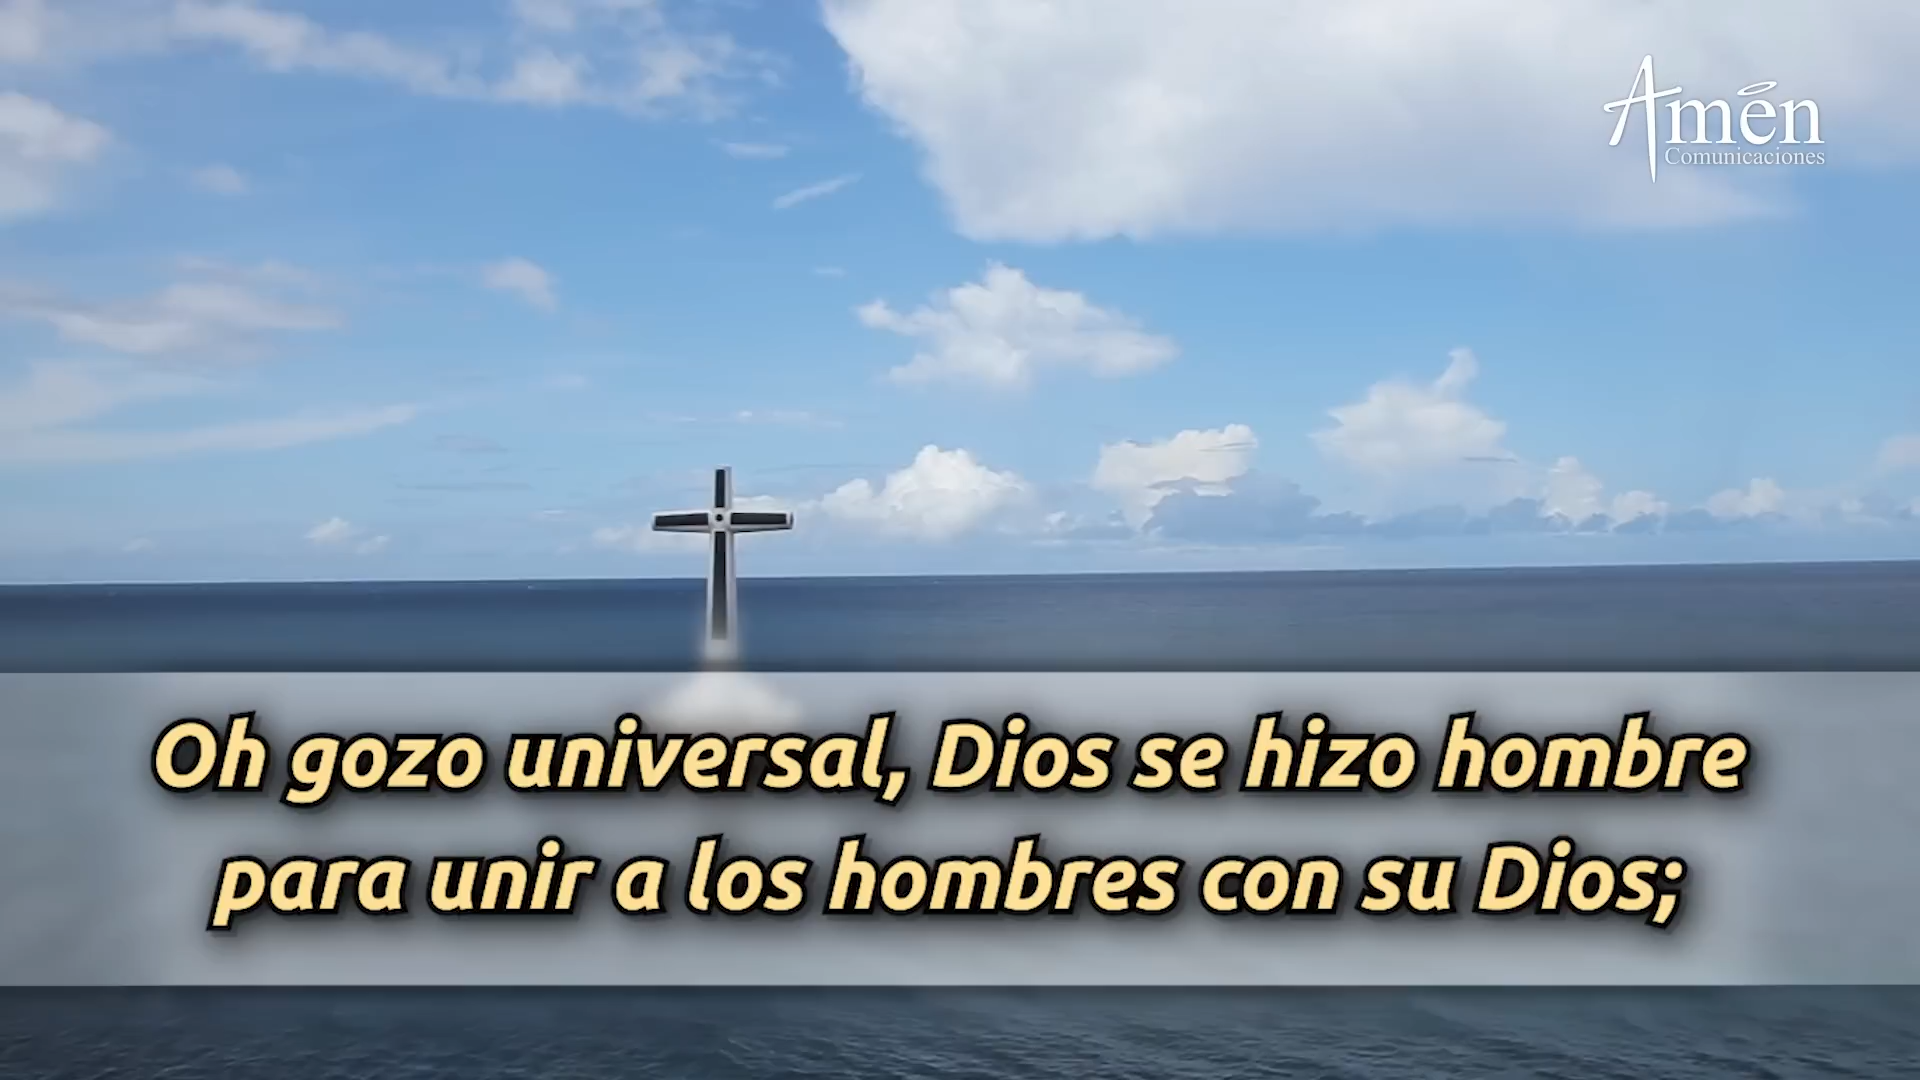 Amén
Comunicaciones
Oh gozo universal, Dios se hizo hombre
para unir a los hombres con su Dios;